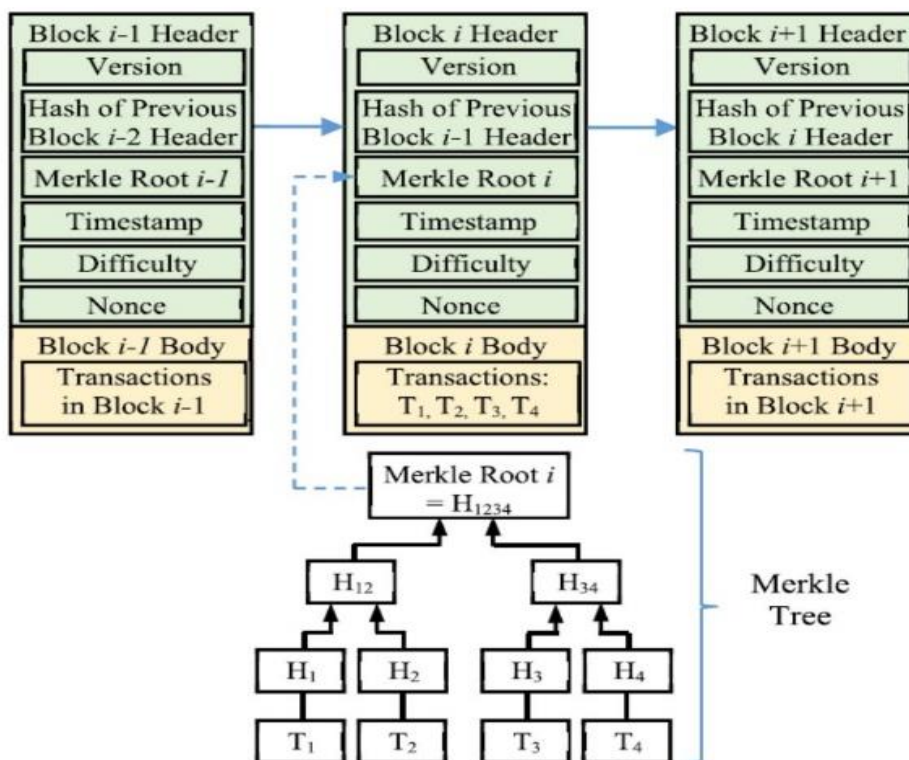 Block i-1 Header
Version
Hash of Previous
Block i-2 Header
Merkle Root i-1
Timestamp
Difficulty
Nonce
Block i-1 Body
Transactions
in Block i-1
Block i Header
Version
Hash of Previous
Block i-1 Header
Merkle Root i
Timestamp
Difficulty
Nonce
Block i Body
Transactions:
T₁, T₂, T₃, T₄
Block i+1 Header
Version
Hash of Previous
Block i Header
Merkle Root i+1
Timestamp
Difficulty
Nonce
Block i+1 Body
Transactions
in Block i+1
Merkle Root i
= H₁₂₃₄
H₁₂ H₃₄
H₁ H₂ H₃ H₄
T₁ T₂ T₃ T₄
Merkle
Tree